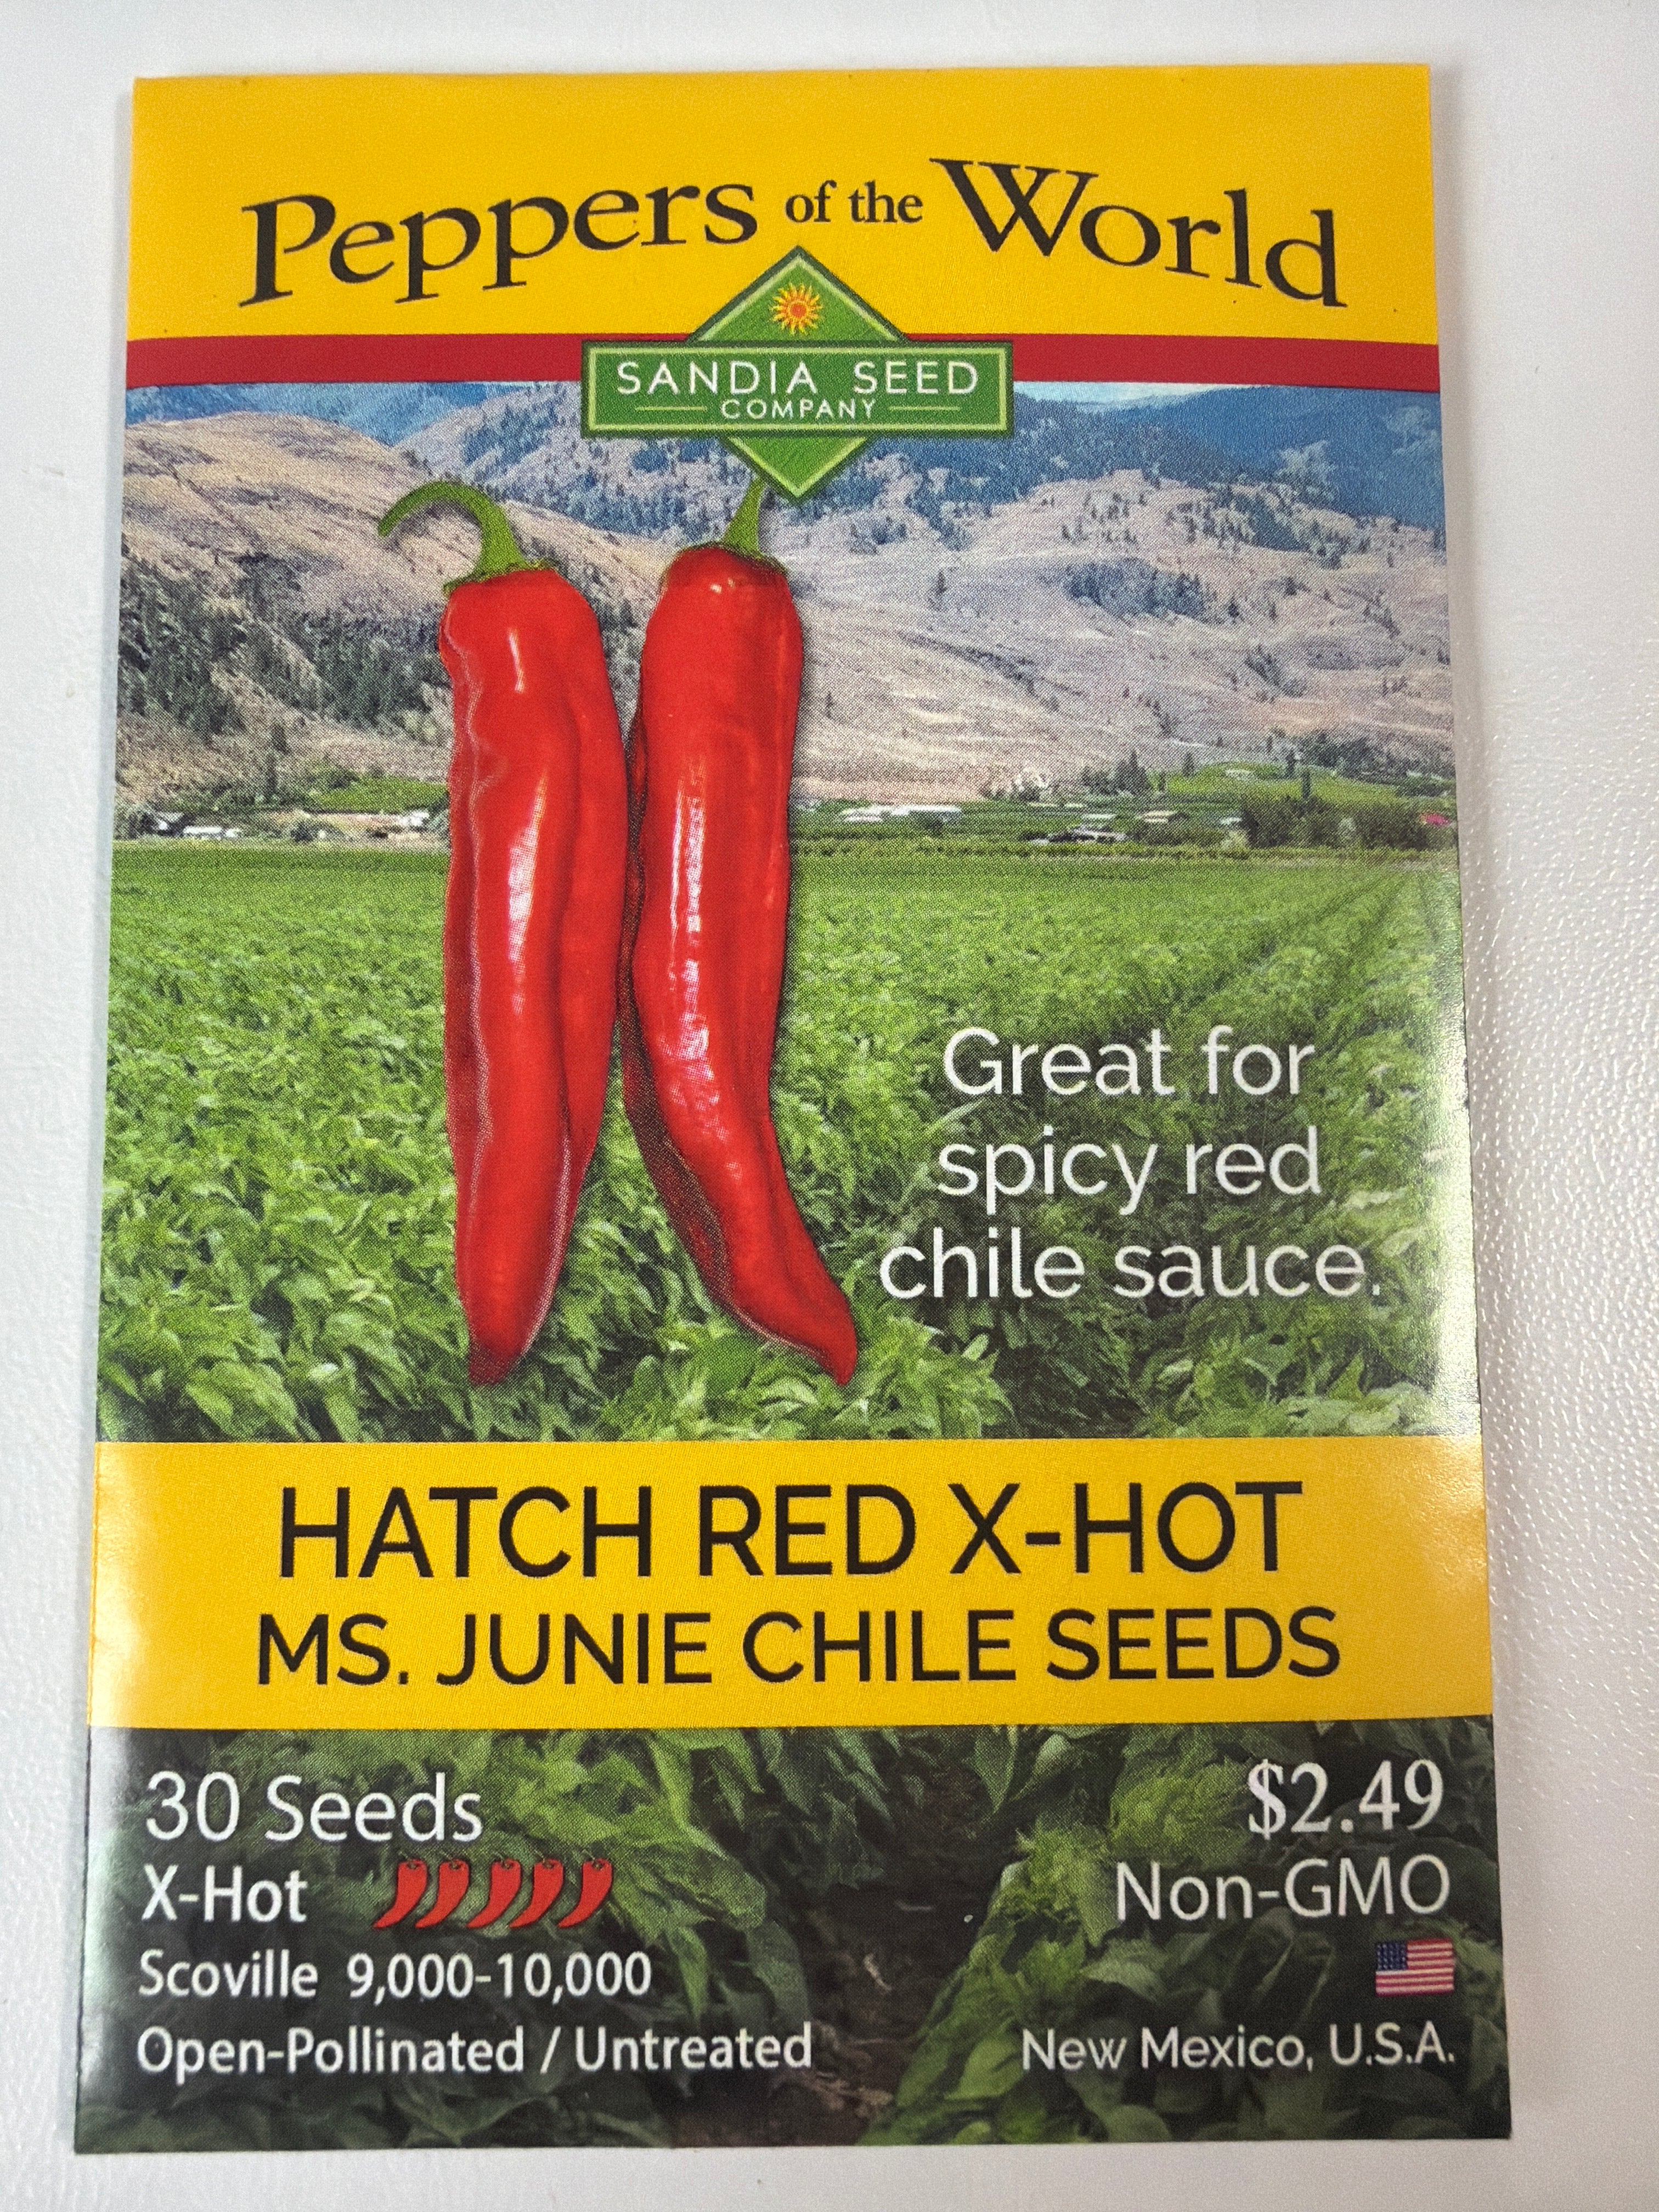 Peppers of the World
SANDIA SEED
COMPANY
Great for
spicy red
chile sauce.
HATCH RED X-HOT
MS. JUNIE CHILE SEEDS
30 Seeds
$2.49
X-Hot
Non-GMO
Scoville 9,000-10,000
Open-Pollinated / Untreated
New Mexico, U.S.A.